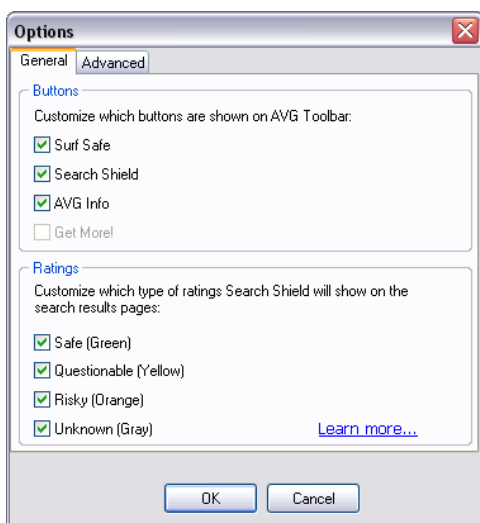 Options
General Advanced
Buttons
Customize which buttons are shown on AVG Toolbar:
Surf Safe
Search Shield
AVG Info
Get More!
Ratings
Customize which type of ratings Search Shield will show on the
search results pages:
Safe (Green)
Questionable (Yellow)
Risky (Orange)
Unknown (Gray) Learn more...
OK Cancel